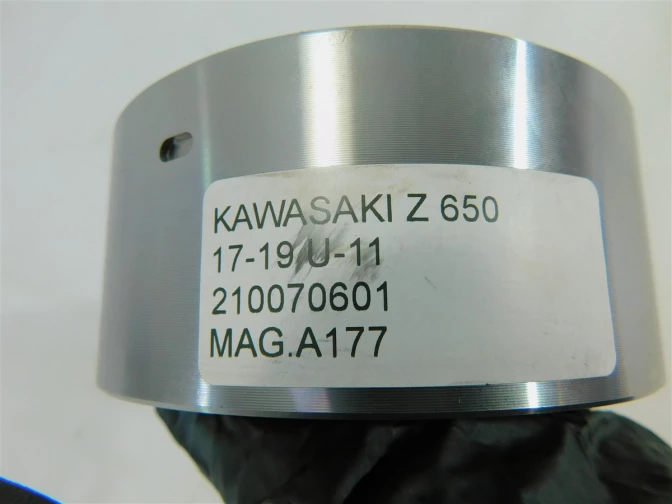 KAWASAKI Z 650
17-19 U-11
210070601
MAG.A177